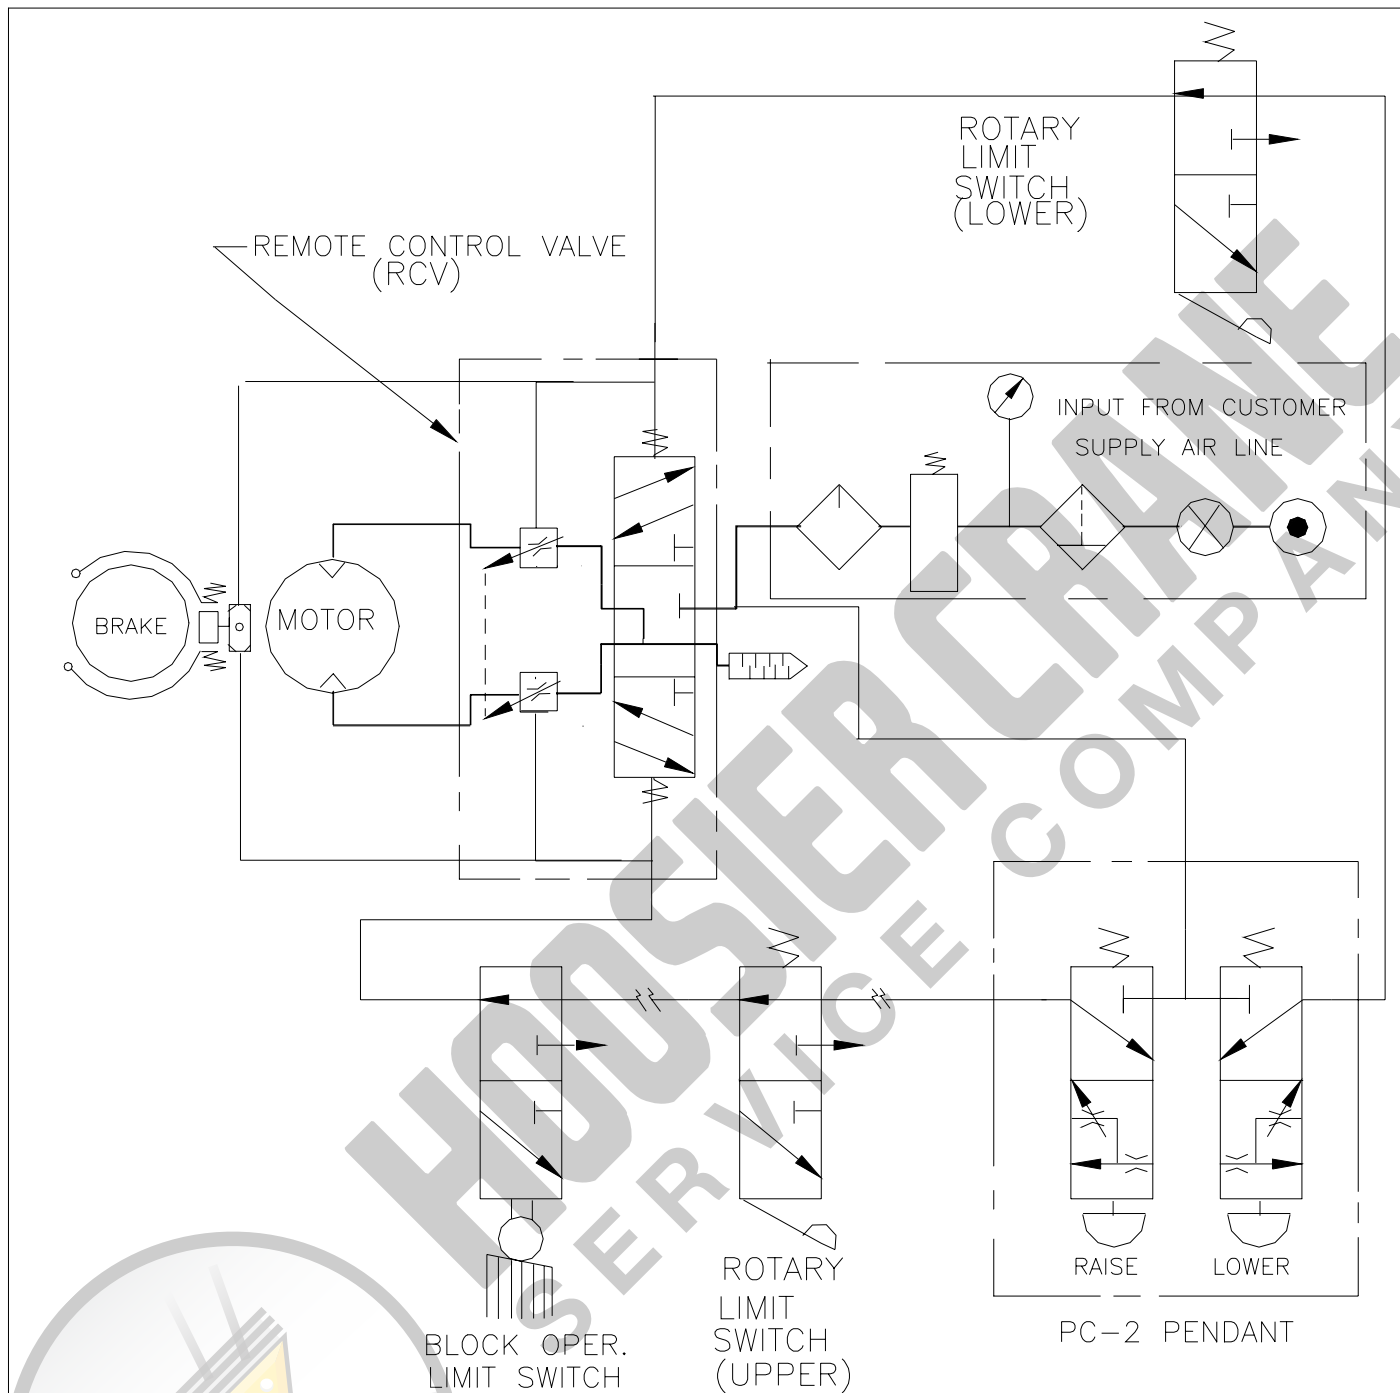 ROTARY
LIMIT
SWITCH
(LOWER)
REMOTE CONTROL VALVE
(RCV)
INPUT FROM CUSTOMER
SUPPLY AIR LINE
BRAKE
MOTOR
RAISE
LOWER
PC-2 PENDANT
ROTARY
LIMIT
SWITCH
(UPPER)
BLOCK OPER.
LIMIT SWITCH
HOOSIER CRANE
SERVICE COMPAN